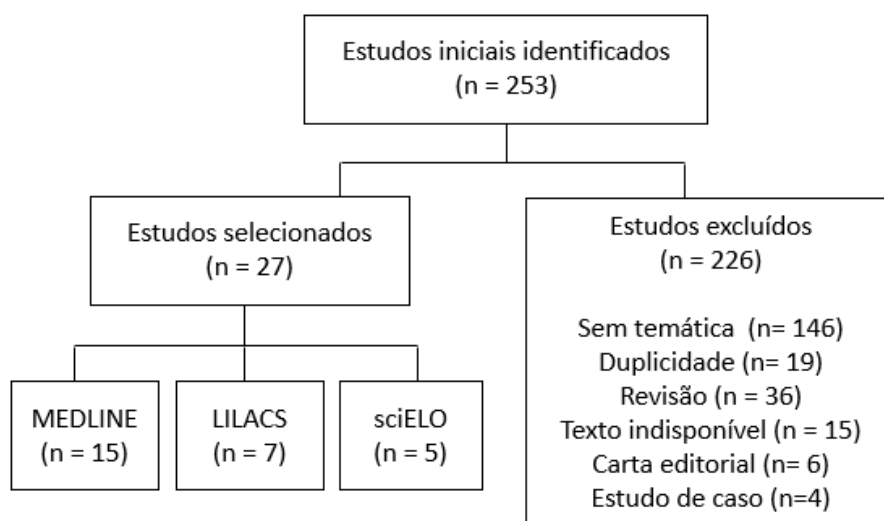 Estudos iniciais identificados
(n = 253)
Estudos selecionados
(n = 27)
MEDLINE
(n = 15)
LILACS
(n = 7)
sciELO
(n = 5)
Estudos excluídos
(n = 226)
Sem temática (n= 146)
Duplicidade (n= 19)
Revisão (n = 36)
Texto indisponível (n = 15)
Carta editorial (n= 6)
Estudo de caso (n=4)